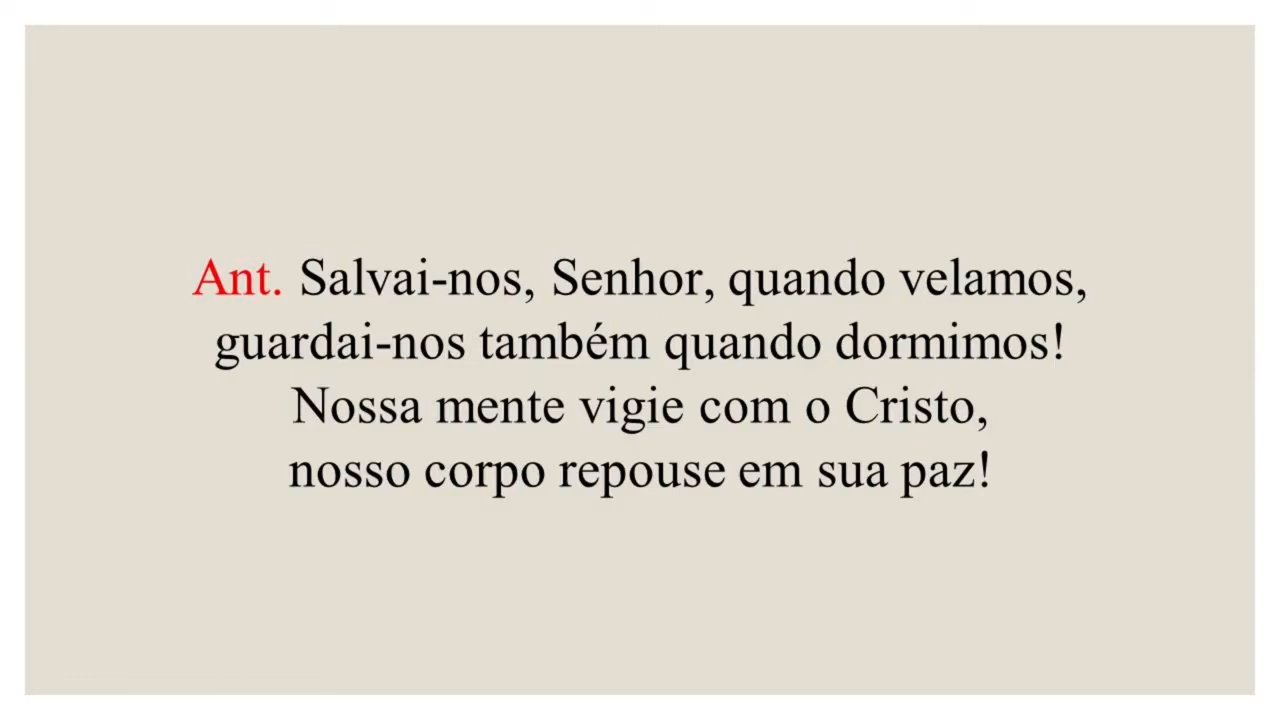 Ant. Salvai-nos, Senhor, quando velamos,
guardai-nos também quando dormimos!
Nossa mente vigie com o Cristo,
nosso corpo repouse em sua paz!